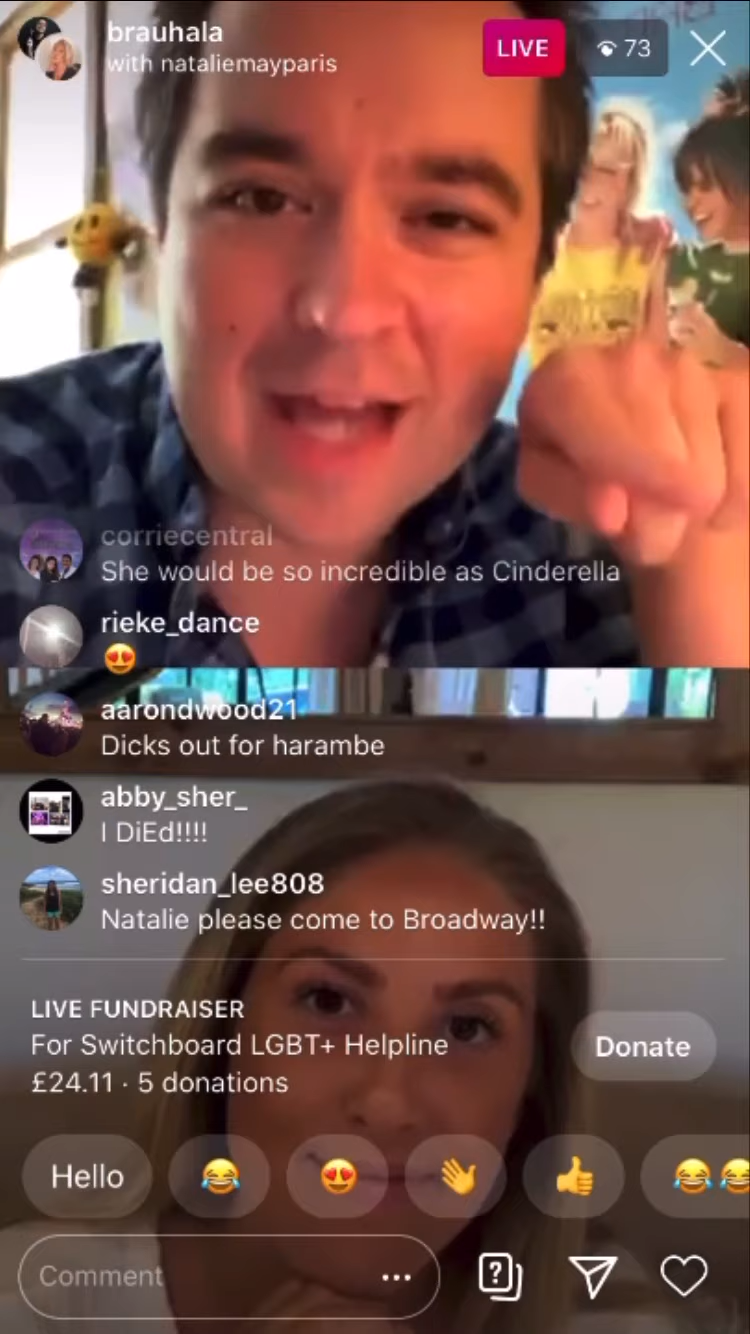 brauhala
with nataliemayparis
LIVE
73
corriecentral
She would be so incredible as Cinderella
rieke_dance
😍
aarondwood21
Dicks out for harambe
abby_sher_
I DiEd!!!!
sheridan_lee808
Natalie please come to Broadway!!
LIVE FUNDRAISER
For Switchboard LGBT+ Helpline
£24.11 · 5 donations
Donate
Hello 😂 😍 👋 👍 😂😂
Comment